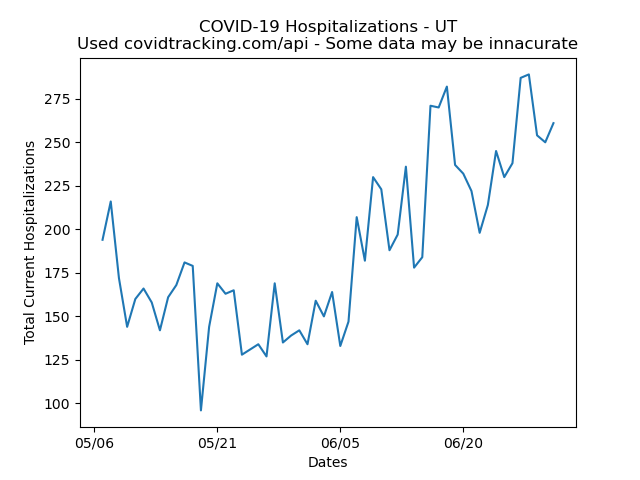 COVID-19 Hospitalizations - UT
Used covidtracking.com/api - Some data may be innacurate
Total Current Hospitalizations
275
250
225
200
175
150
125
100
05/06 05/21 06/05 06/20
Dates